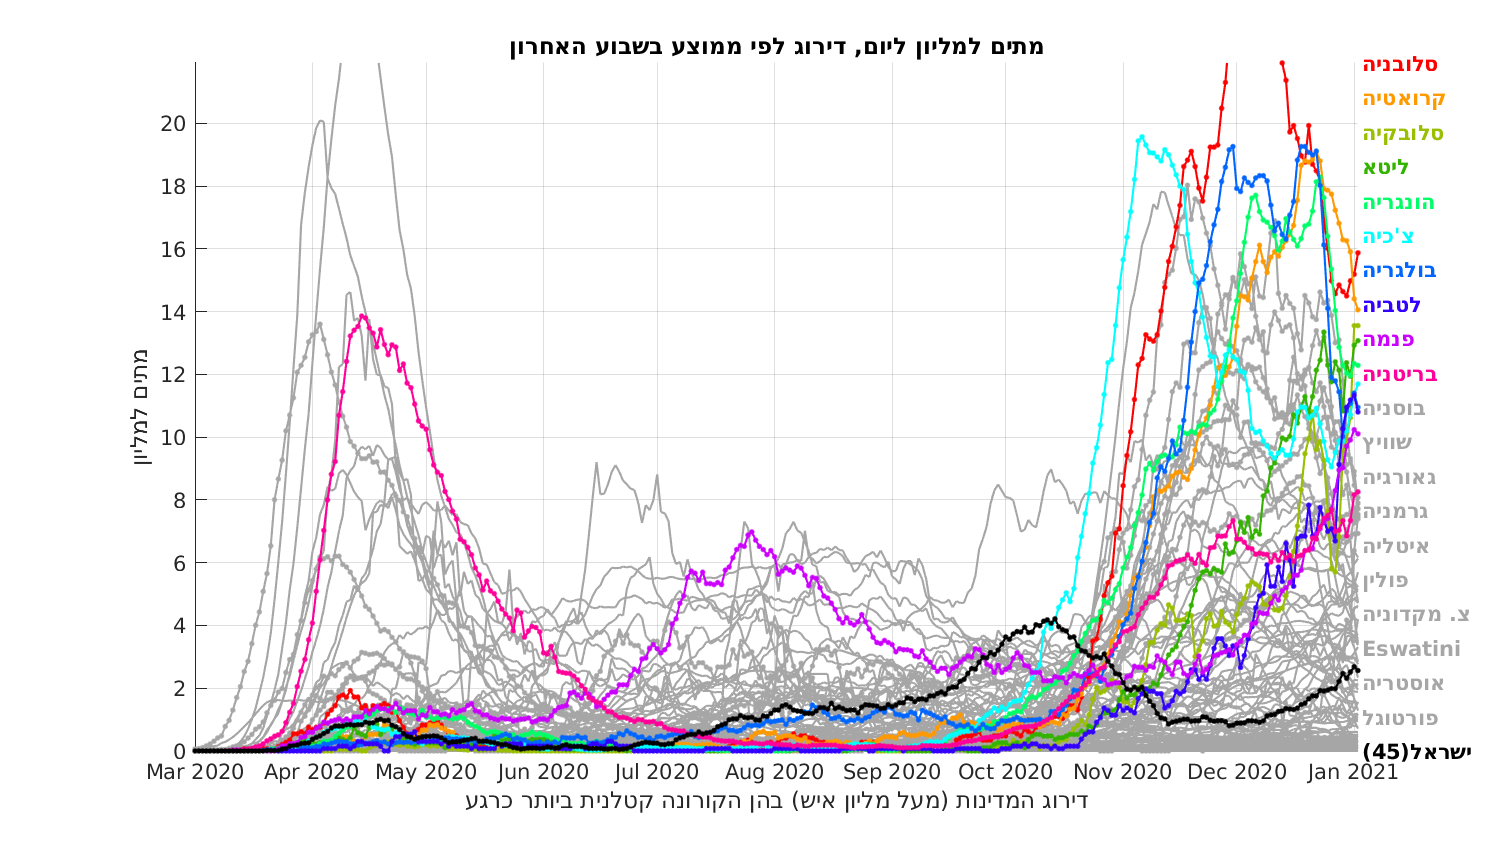 מתים למליון ליום, דירוג לפי ממוצע בשבוע האחרון
מתים למליון
20
18
16
14
12
10
8
6
4
2
0
Mar 2020 Apr 2020 May 2020 Jun 2020 Jul 2020 Aug 2020 Sep 2020 Oct 2020 Nov 2020 Dec 2020 Jan 2021
דירוג המדינות (מעל מליון איש) בהן הקורונה קטלנית ביותר כרגע
סלובניה
קרואטיה
סלובקיה
ליטא
הונגריה
צ'כיה
בולגריה
לטביה
פנמה
בריטניה
בוסניה
שוויץ
גאורגיה
גרמניה
איטליה
פולין
צ. מקדוניה
Eswatini
אוסטריה
פורטוגל
ישראל(45)